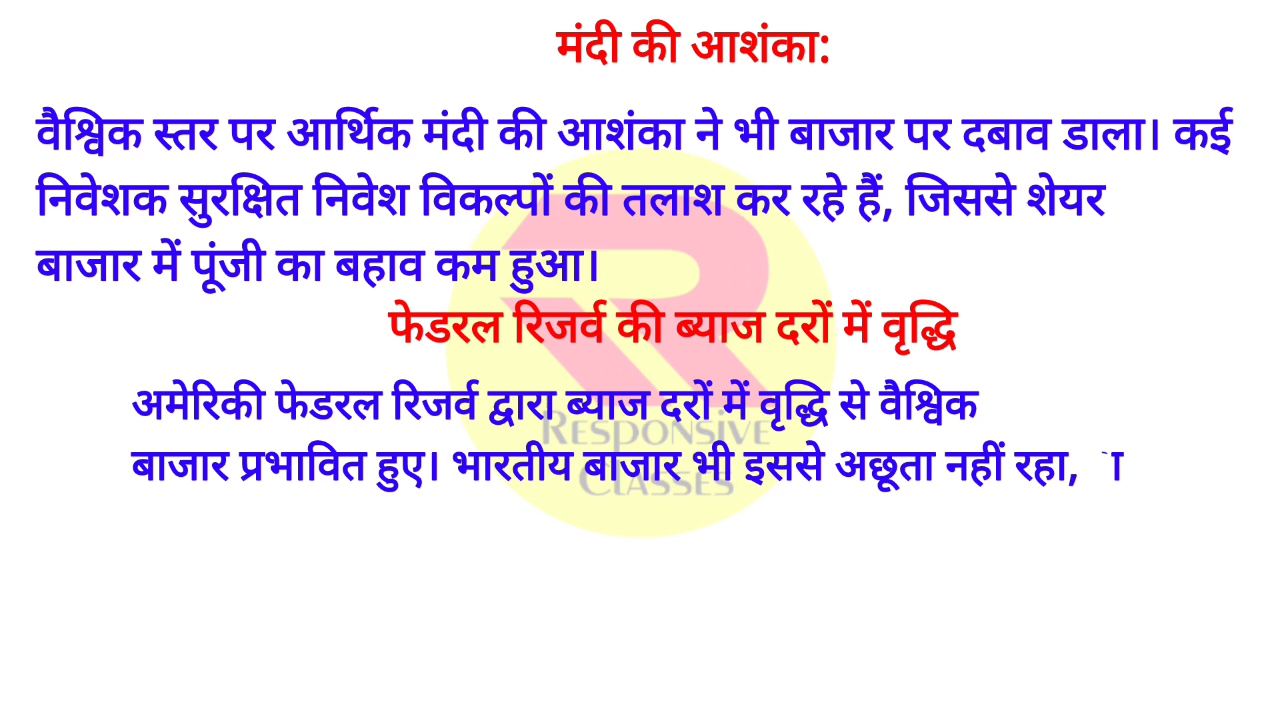 मंदी की आशंका:
वैश्विक स्तर पर आर्थिक मंदी की आशंका ने भी बाजार पर दबाव डाला। कई
निवेशक सुरक्षित निवेश विकल्पों की तलाश कर रहे हैं, जिससे शेयर
बाजार में पूंजी का बहाव कम हुआ।
फेडरल रिजर्व की ब्याज दरों में वृद्धि
अमेरिकी फेडरल रिजर्व द्वारा ब्याज दरों में वृद्धि से वैश्विक
RESPONSIVE
बाजार प्रभावित हुए। भारतीय बाजार भी इससे अछूता नहीं रहा,
CLASSES